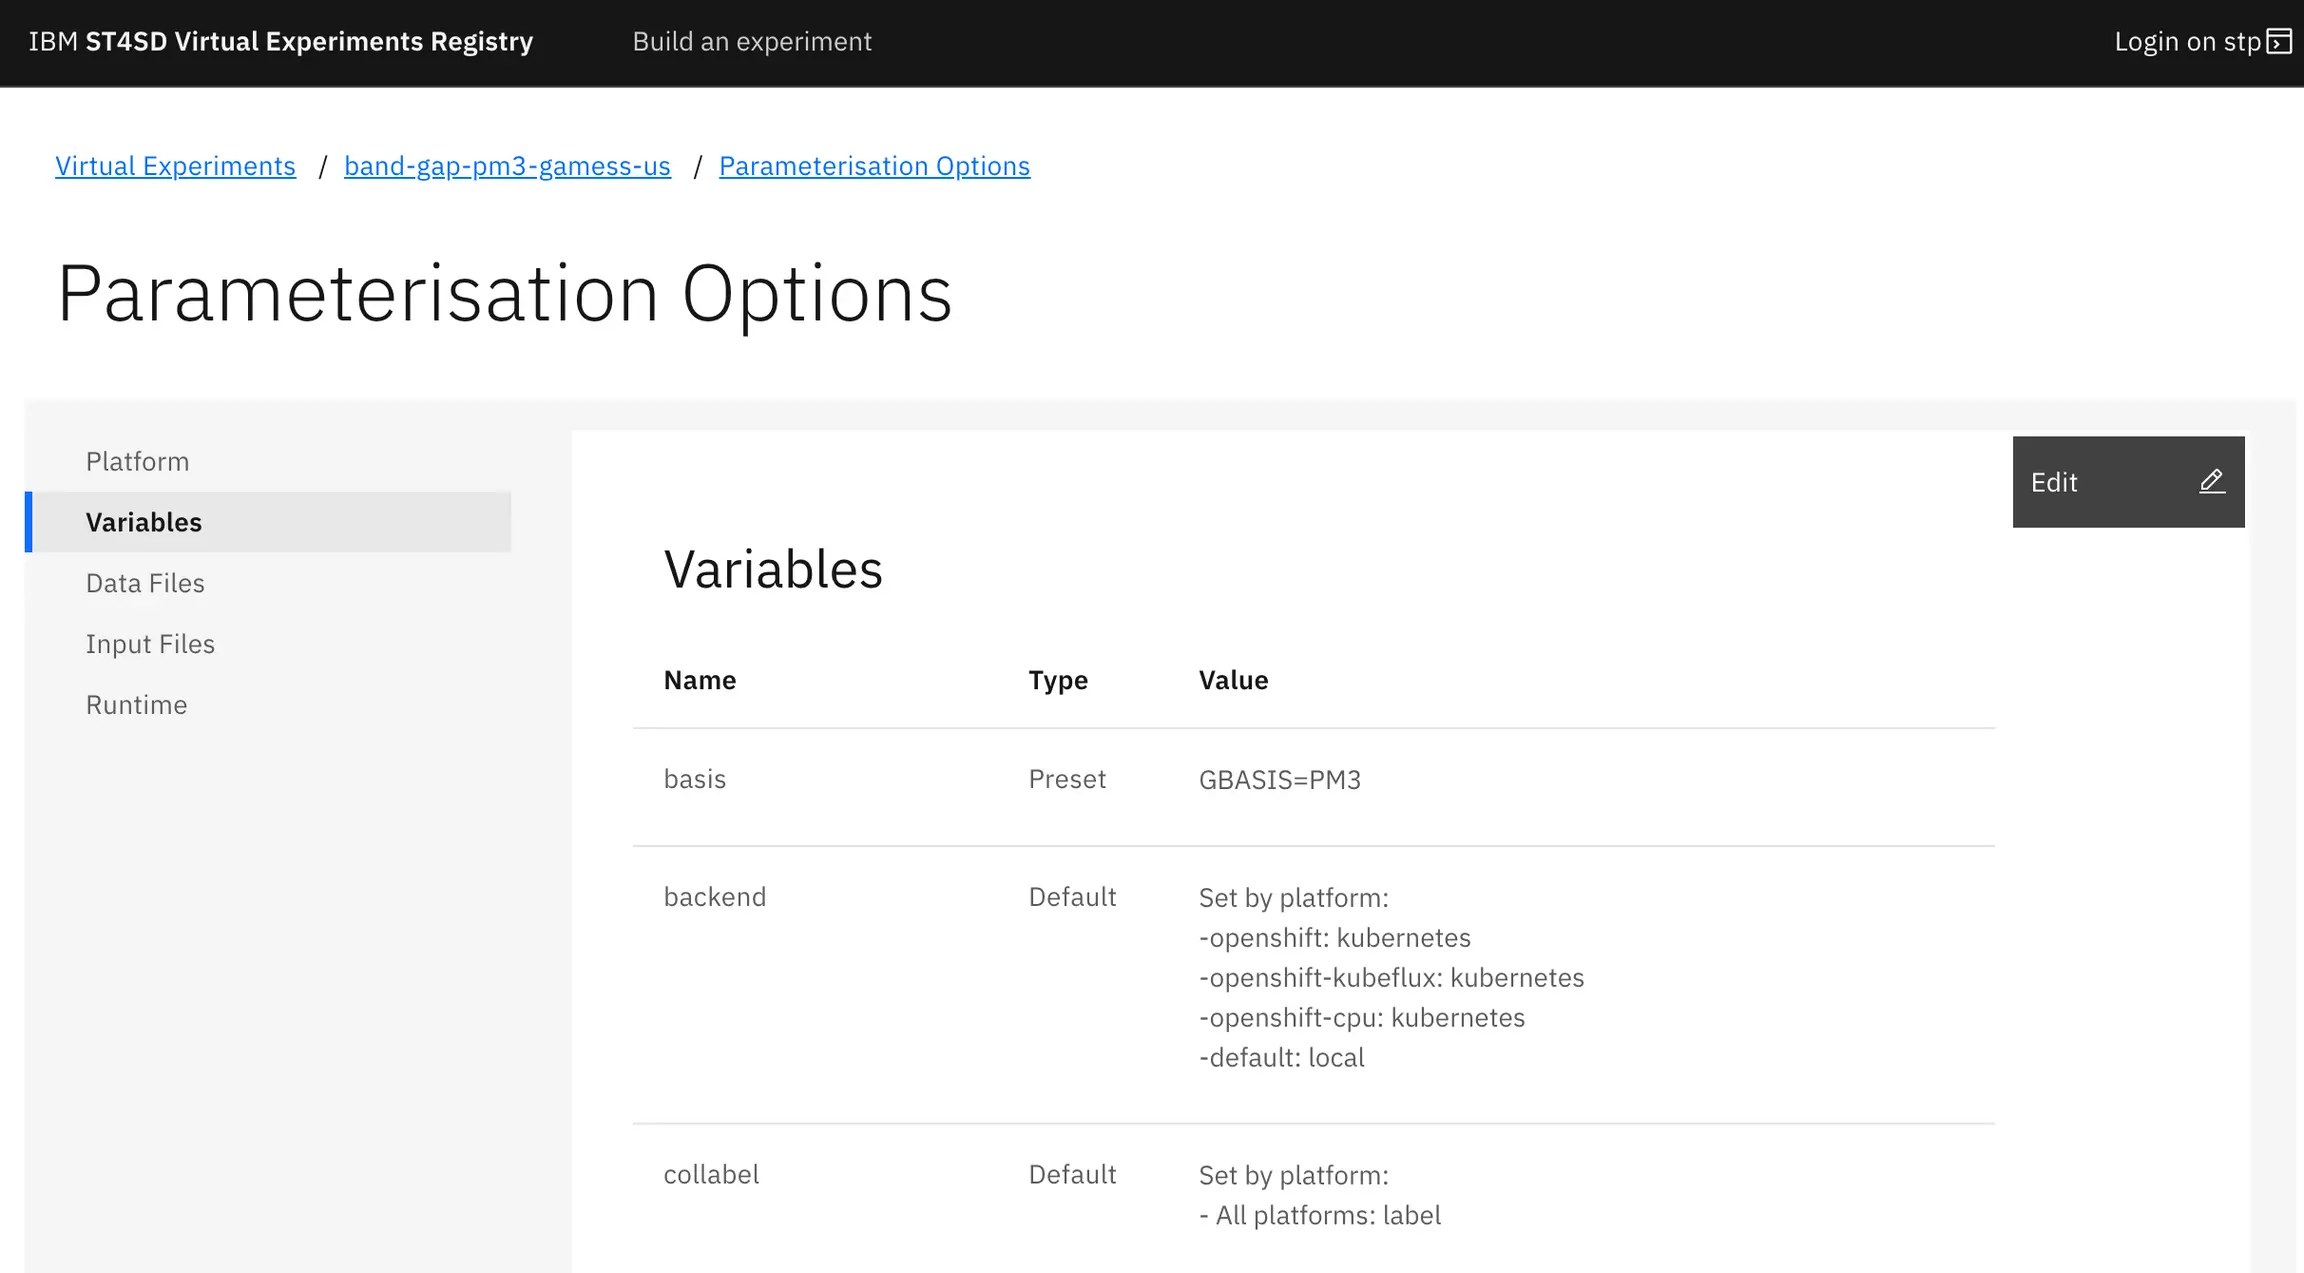 IBM ST4SD Virtual Experiments Registry Build an experiment Login on stp
Virtual Experiments / band-gap-pm3-gamess-us / Parameterisation Options
Parameterisation Options
Platform
Variables
Data Files
Input Files
Runtime
Edit
Variables
Name Type Value
basis Preset GBASIS=PM3
backend Default Set by platform:
-openshift: kubernetes
-openshift-kubeflux: kubernetes
-openshift-cpu: kubernetes
-default: local
collabel Default Set by platform:
- All platforms: label